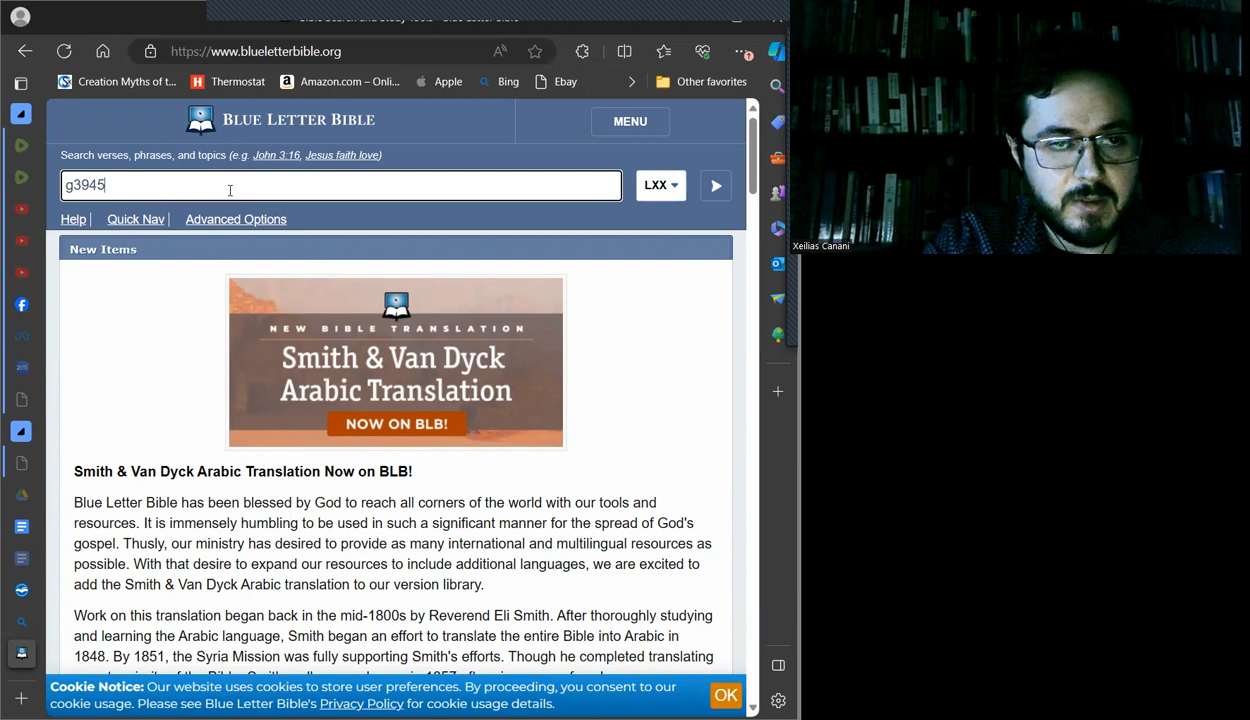 https://www.blueletterbible.org
Creation Myths of t...
Thermostat
Amazon.com – Onli...
Apple
Bing
Ebay
Other favorites
BLUE LETTER BIBLE
MENU
Search verses, phrases, and topics (e.g. John 3:16, Jesus faith love)
g3945
LXX
Help
Quick Nav
Advanced Options
New Items
NEW BIBLE TRANSLATION
Smith & Van Dyck
Arabic Translation
NOW ON BLB!
Smith & Van Dyck Arabic Translation Now on BLB!
Blue Letter Bible has been blessed by God to reach all corners of the world with our tools and
resources. It is immensely humbling to be used in such a significant manner for the spread of God's
gospel. Thusly, our ministry has desired to provide as many international and multilingual resources as
possible. With that desire to expand our resources to include additional languages, we are excited to
add the Smith & Van Dyck Arabic translation to our version library.
Work on this translation began back in the mid-1800s by Reverend Eli Smith. After thoroughly studying
and learning the Arabic language, Smith began an effort to translate the entire Bible into Arabic in
1848. By 1851, the Syria Mission was fully supporting Smith's efforts. Though he completed translating
Cookie Notice: Our website uses cookies to store user preferences. By proceeding, you consent to our
cookie usage. Please see Blue Letter Bible's Privacy Policy for cookie usage details.
OK
Xeilias Canani